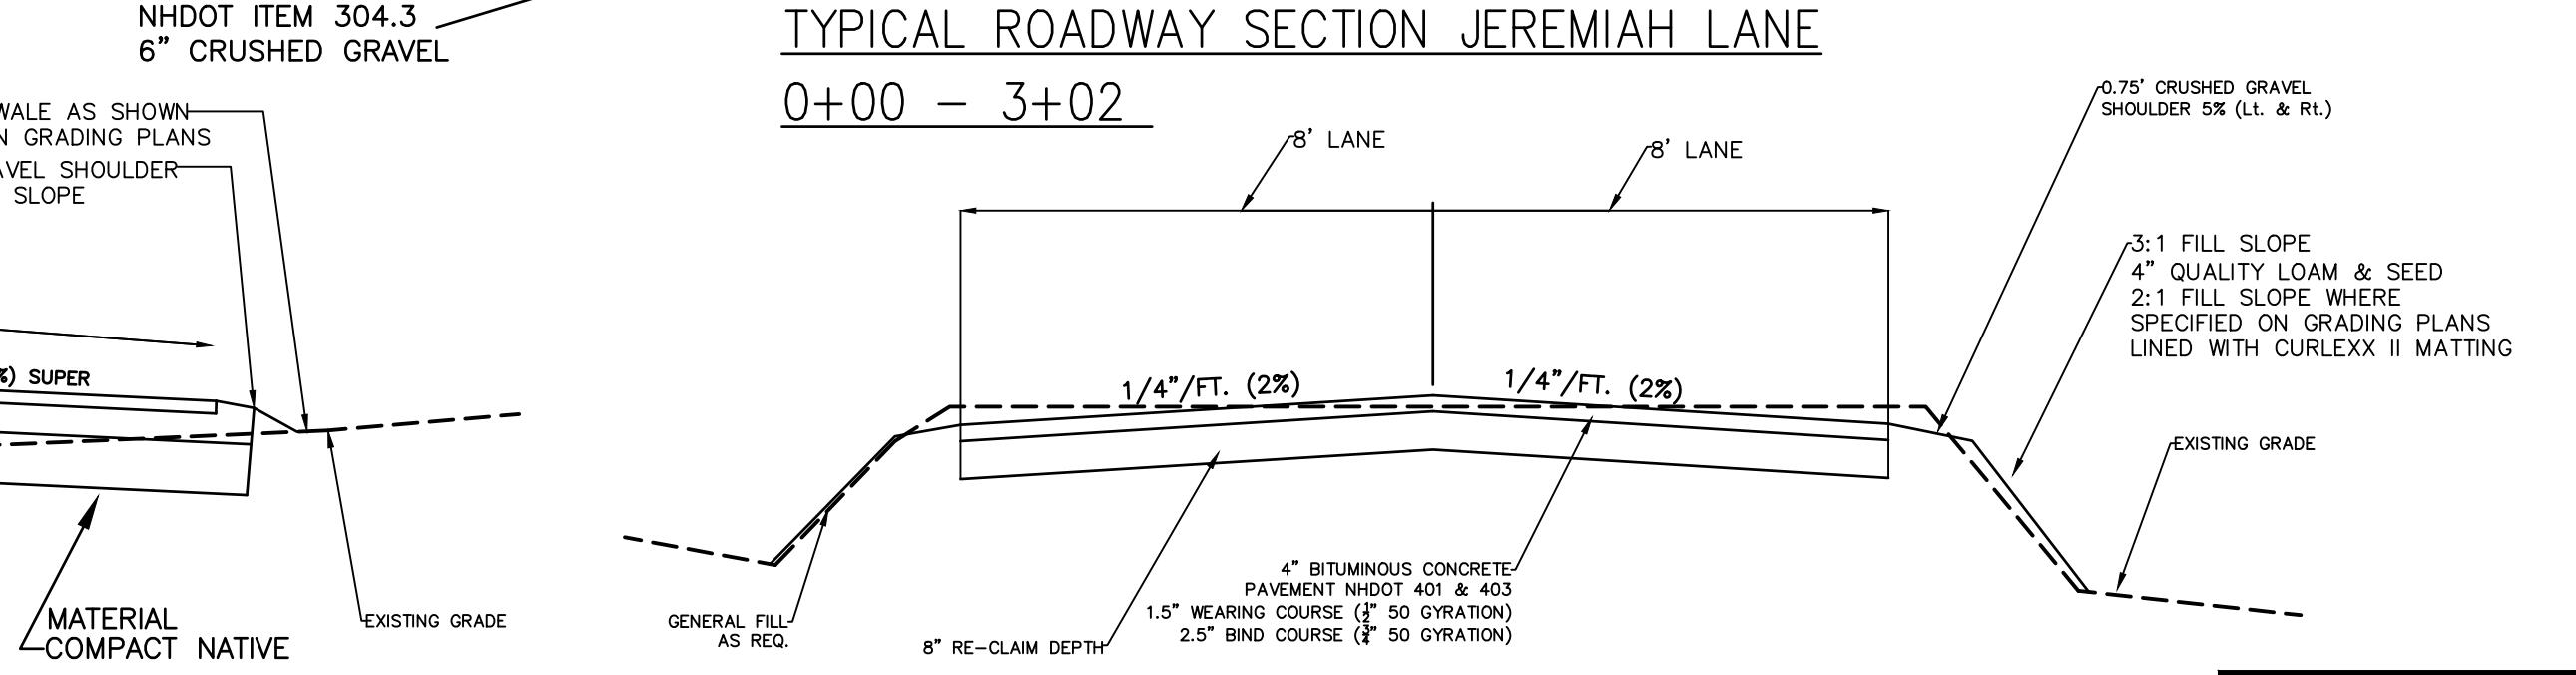 NHDOT ITEM 304.3
6" CRUSHED GRAVEL
AS SHOWN
GRADING PLANS
SHOULDER
SLOPE
SUPER
MATERIAL
COMPACT NATIVE
EXISTING GRADE
TYPICAL ROADWAY SECTION JEREMIAH LANE
0+00 - 3+02
8' LANE
8' LANE
0.75' CRUSHED GRAVEL
SHOULDER 5% (Lt. & Rt.)
3:1 FILL SLOPE
4" QUALITY LOAM & SEED
2:1 FILL SLOPE WHERE
SPECIFIED ON GRADING PLANS
LINED WITH CURLEXX II MATTING
1/4"/FT. (2%)
1/4"/FT. (2%)
EXISTING GRADE
GENERAL FILL
AS REQ.
8" RE-CLAIM DEPTH
4" BITUMINOUS CONCRETE
PAVEMENT NHDOT 401 & 403
1.5" WEARING COURSE (1/2" 50 GYRATION)
2.5" BIND COURSE (3/4" 50 GYRATION)